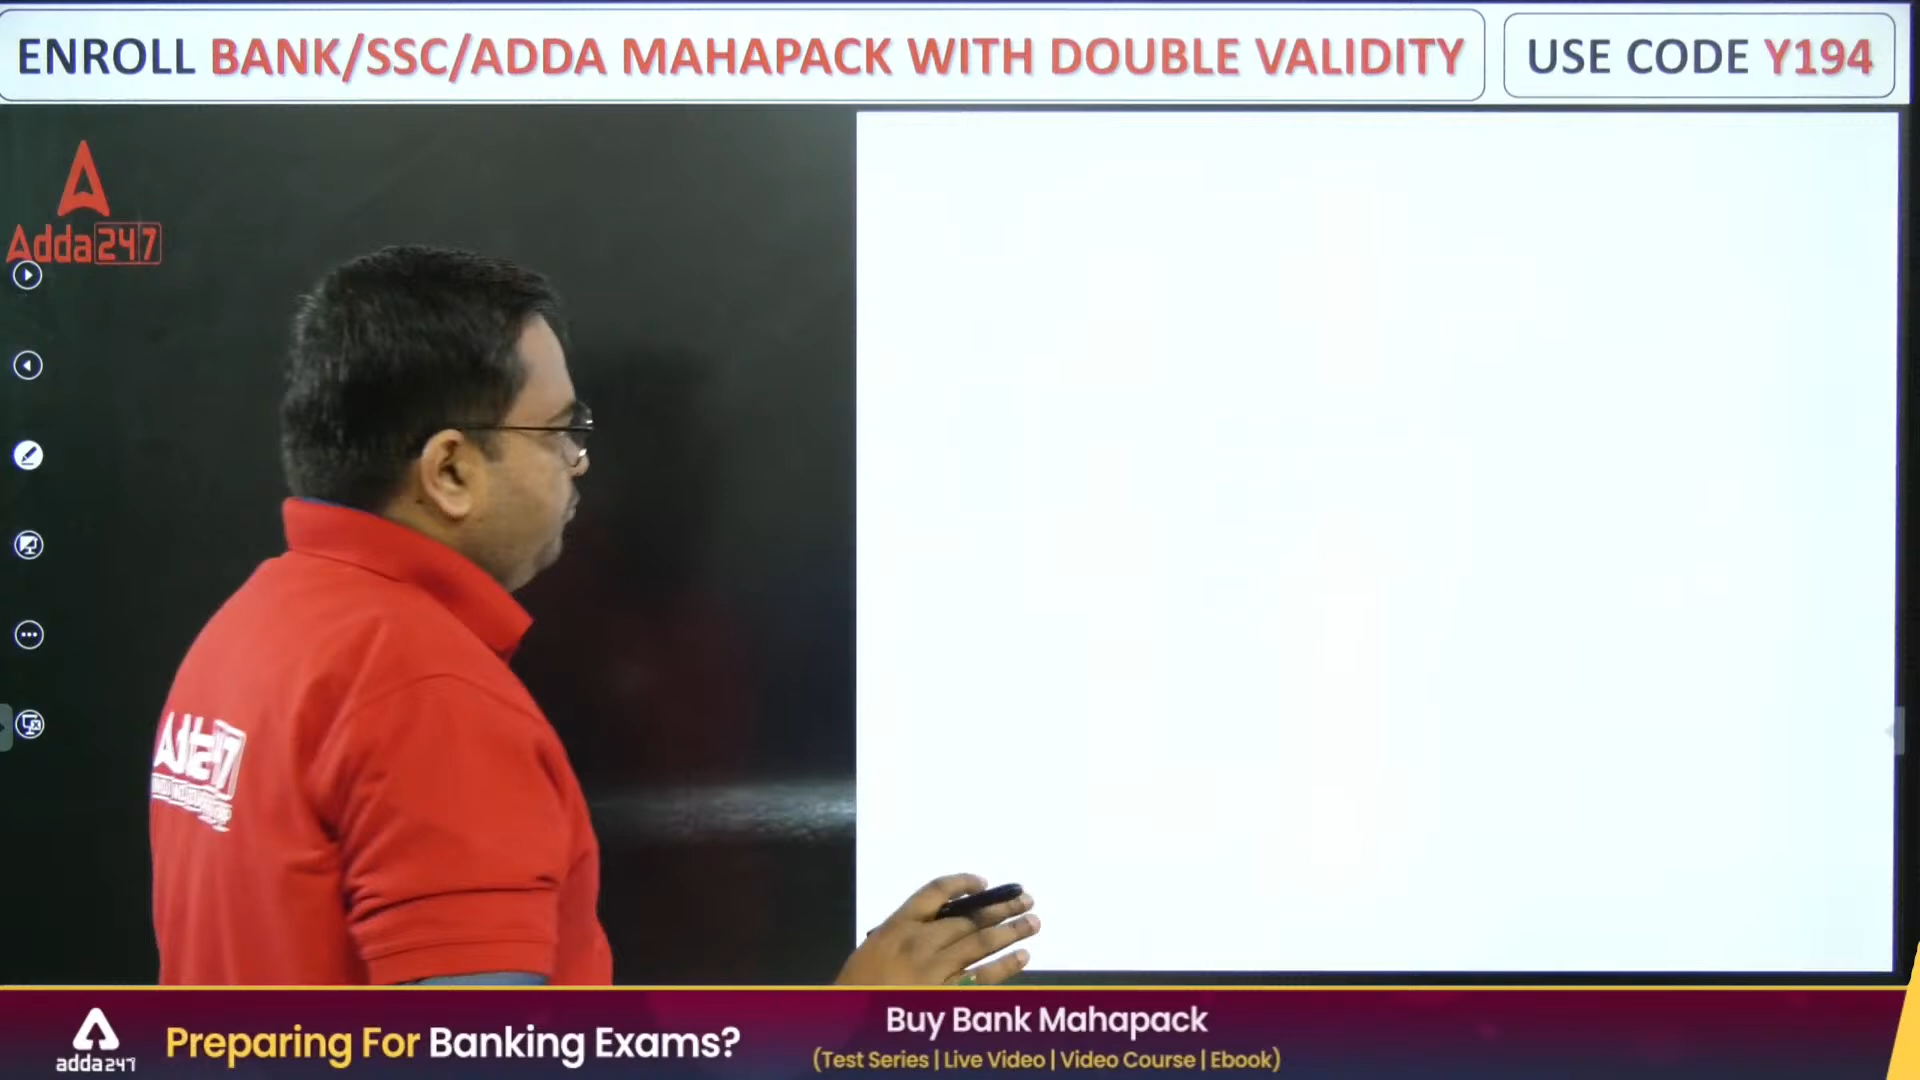 ENROLL BANK/SSC/ADDA MAHAPACK WITH DOUBLE VALIDITY
USE CODE Y194
Adda247
Preparing For Banking Exams?
Buy Bank Mahapack
(Test Series | Live Video | Video Course | Ebook)
adda247